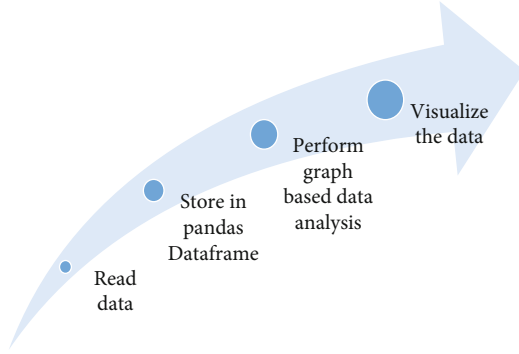 Read
data
Store in
pandas
Dataframe
Perform
graph
based data
analysis
Visualize
the data